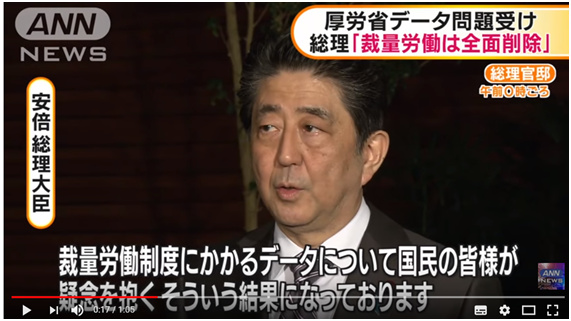 ANN
NEWS
厚労省データ問題受け
総理「裁量労働は全面削除」
総理官邸
午前0時ごろ
安倍 総理大臣
裁量労働制度にかかるデータについて国民の皆様が
疑念を抱く そういう結果になっております
ANN
NEWS
0:17 / 1:05